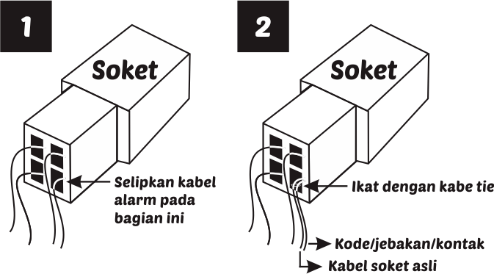 1
Soket
Selipkan kabel
alarm pada
bagian ini
2
Soket
Ikat dengan kabe tie
Kode/jebakan/kontak
Kabel soket asli